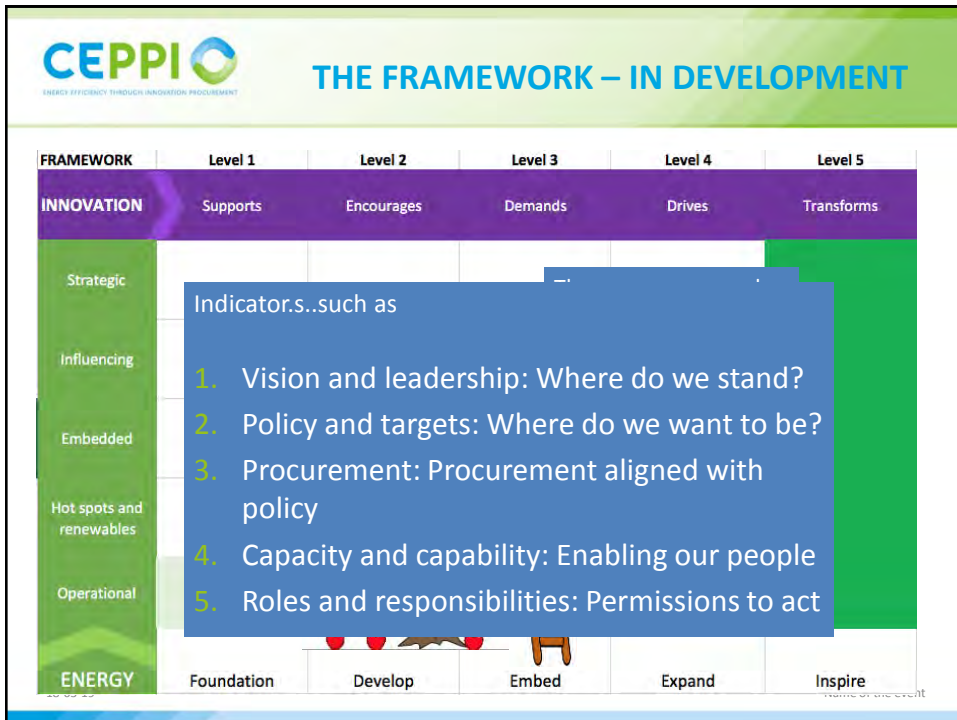 CEPPI
ENERGY EFFICIENCY THROUGH INNOVATION PROCUREMENT
THE FRAMEWORK – IN DEVELOPMENT
FRAMEWORK Level 1 Level 2 Level 3 Level 4 Level 5
INNOVATION Supports Encourages Demands Drives Transforms
Strategic
Influencing
Embedded
Hot spots and
renewables
Operational
Indicator.s..such as
1. Vision and leadership: Where do we stand?
2. Policy and targets: Where do we want to be?
3. Procurement: Procurement aligned with
policy
4. Capacity and capability: Enabling our people
5. Roles and responsibilities: Permissions to act
ENERGY Foundation Develop Embed Expand Inspire
Name of the event